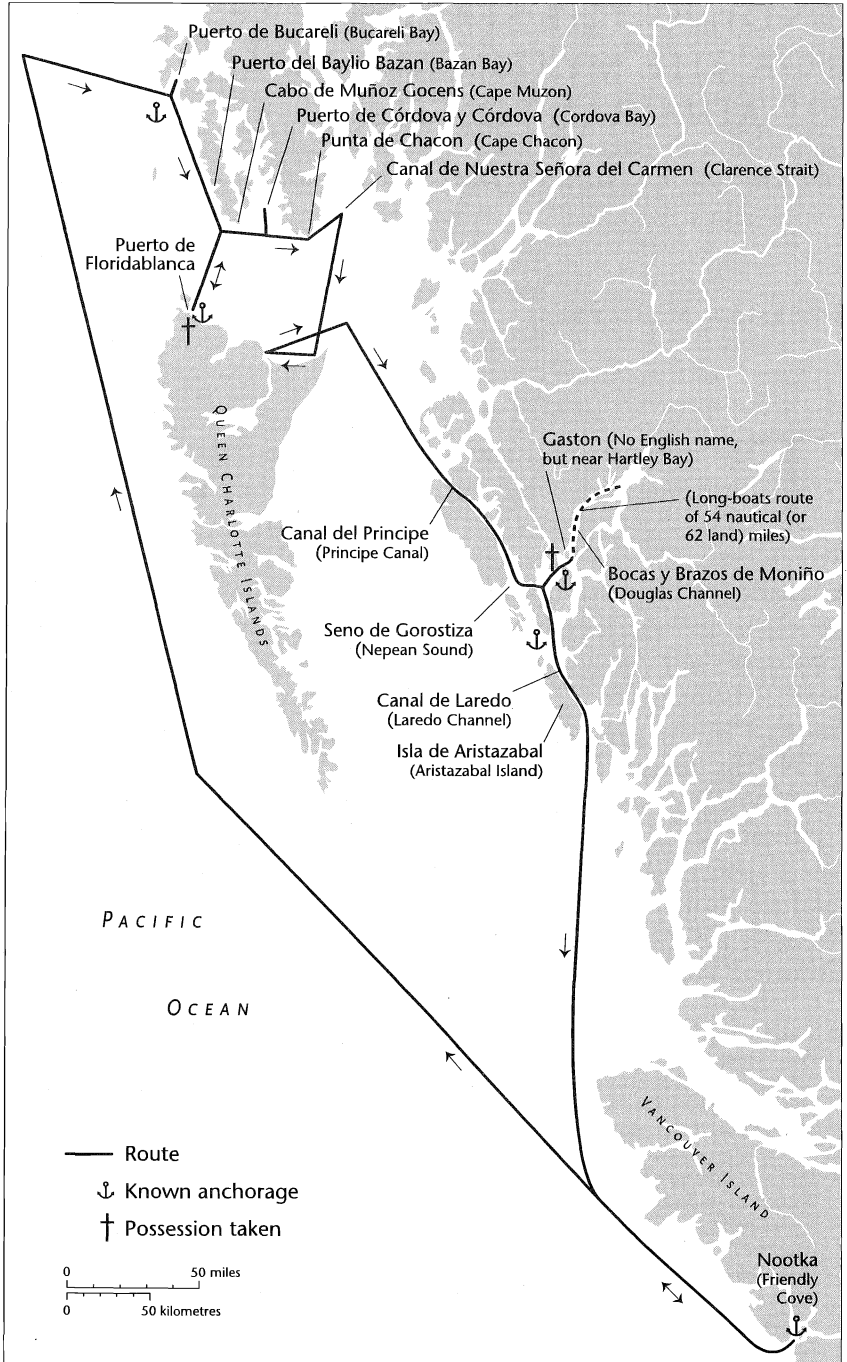 Puerto de Bucareli (Bucareli Bay)
Puerto del Baylio Bazan (Bazan Bay)
Cabo de Muñoz Gocens (Cape Muzon)
Puerto de Córdova y Córdova (Cordova Bay)
Punta de Chacon (Cape Chacon)
Canal de Nuestra Señora del Carmen (Clarence Strait)
Puerto de
Floridablanca
QUEEN CHARLOTTE ISLANDS
Gaston (No English name,
but near Hartley Bay)
(Long-boats route
of 54 nautical (or
62 land) miles)
Canal del Principe
(Principe Canal)
Bocas y Brazos de Moniño
(Douglas Channel)
Seno de Gorostiza
(Nepean Sound)
Canal de Laredo
(Laredo Channel)
Isla de Aristazabal
(Aristazabal Island)
PACIFIC
OCEAN
VANCOUVER ISLAND
Route
Known anchorage
Possession taken
0 50 miles
0 50 kilometres
Nootka
(Friendly
Cove)